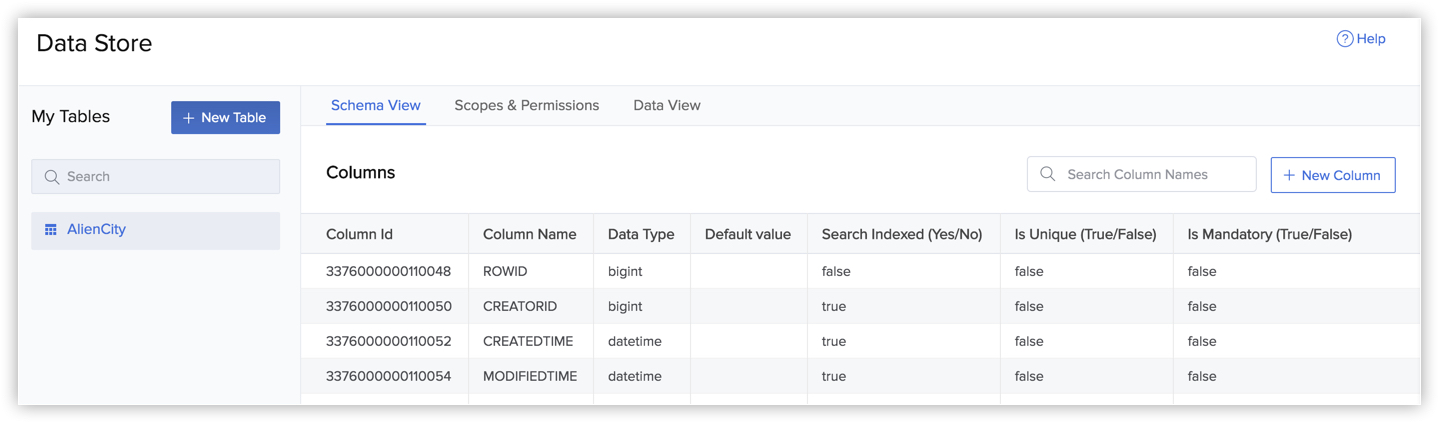 Data Store
Help
My Tables
+ New Table
Search
AlienCity
Schema View Scopes & Permissions Data View
Columns
Search Column Names
+ New Column
Column Id Column Name Data Type Default value Search Indexed (Yes/No) Is Unique (True/False) Is Mandatory (True/False)
3376000000110048 ROWID bigint false false false
3376000000110050 CREATORID bigint true false false
3376000000110052 CREATEDTIME datetime true false false
3376000000110054 MODIFIEDTIME datetime true false false